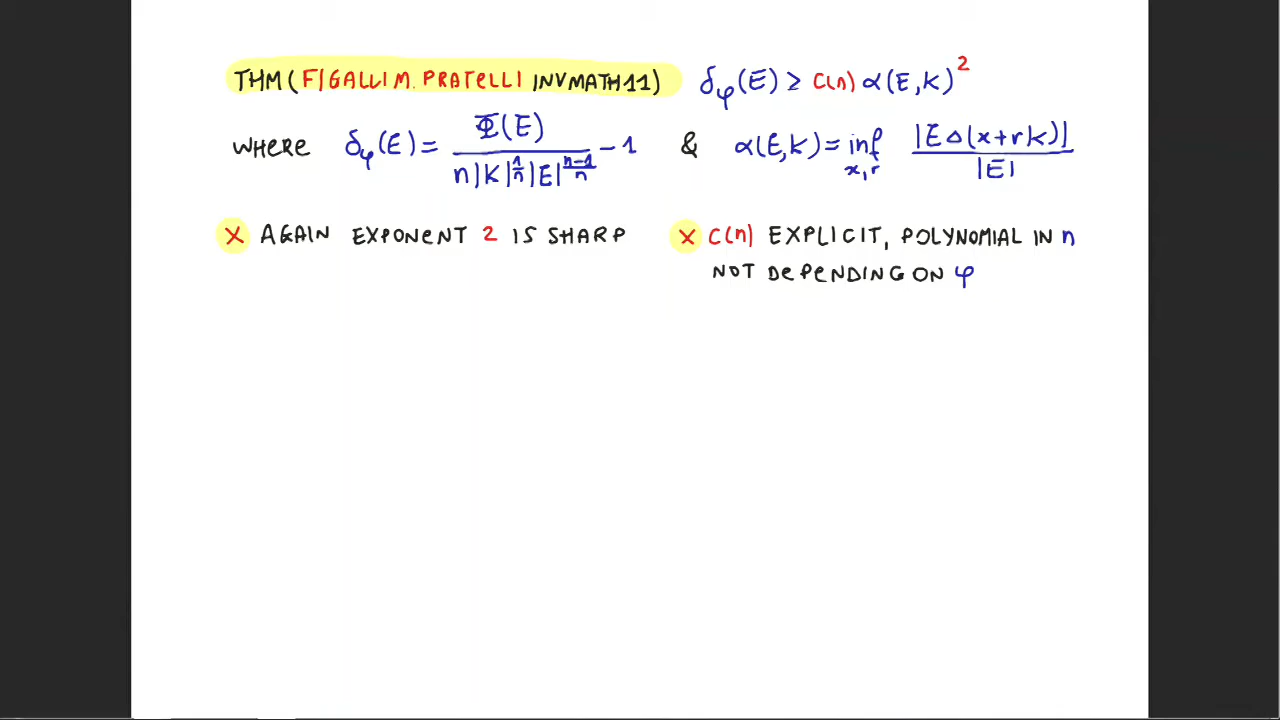 THM (FIGALLI M. PRATELLI INVMATH11) δ_φ(E) ≥ C(n) α(E,K)^2
WHERE δ_φ(E) = Φ(E) / (n|K|^{1/n}|E|^{(n-1)/n}) - 1 & α(E,K) = inf_{x,r} |E Δ (x+rK)| / |E|
× AGAIN EXPONENT 2 IS SHARP × C(n) EXPLICIT, POLYNOMIAL IN n
NOT DEPENDING ON φ